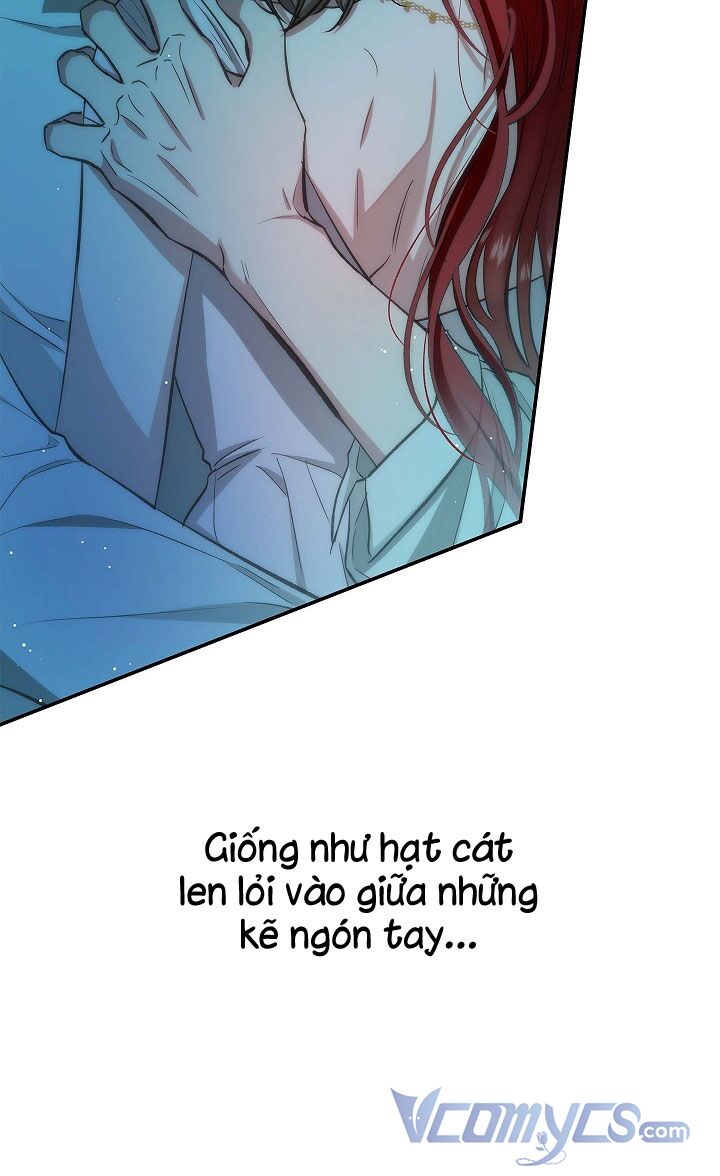 Giống như hạt cát
len lỏi vào giữa những
kẽ ngón tay...
VCOMYCS.com